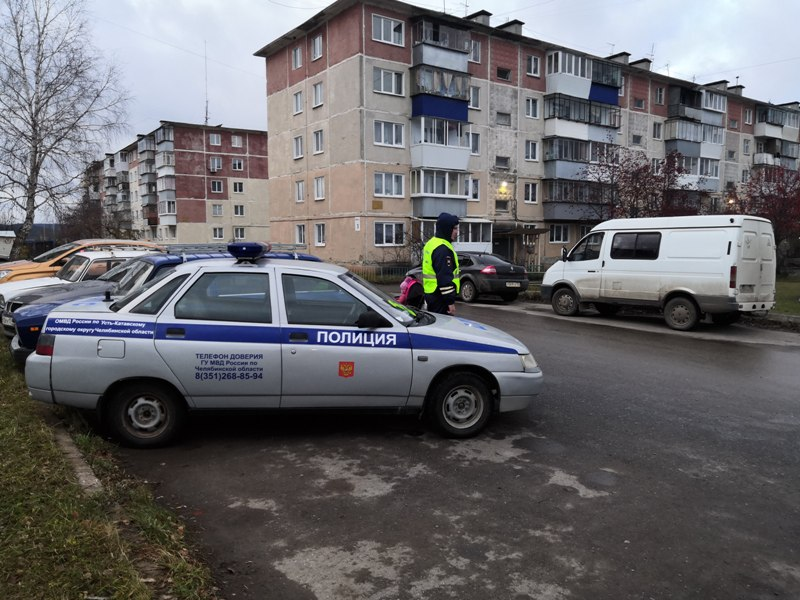 ОМВД России по Усть-Катавскому
городскому округу Челябинской области
ТЕЛЕФОН ДОВЕРИЯ
ГУ МВД России по
Челябинской области
8(351)268-85-94
ПОЛИЦИЯ